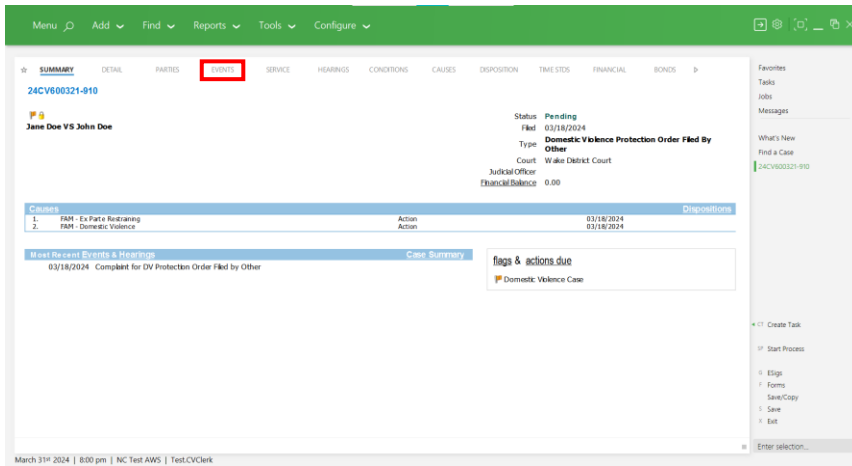 Menu Add Find Reports Tools Configure
SUMMARY DETAIL PARTIES EVENTS SERVICE HEARINGS CONDITIONS CAUSES DISPOSITION TIME STDS FINANCIAL BONDS
24CV600321-910
Jane Doe VS John Doe
Status Pending
Filed 03/18/2024
Type Domestic Violence Protection Order Filed By
Other
Court Wake District Court
Judicial Officer
Financial Balance 0.00
Causes Dispositions
1. FAM - Ex Parte Restraining Action 03/18/2024
2. FAM - Domestic Violence Action 03/18/2024
Most Recent Events & Hearings Case Summary
03/18/2024 Complaint for DV Protection Order Filed by Other
flags & actions due
Domestic Violence Case
Favorites
Tasks
Jobs
Messages
What's New
Find a Case
24CV600321-910
CT Create Task
SP Start Process
G ESigs
F Forms
Save/Copy
S Save
X Exit
Enter selection...
March 31st 2024 | 8:00 pm | NC Test AWS | Test.CVClerk